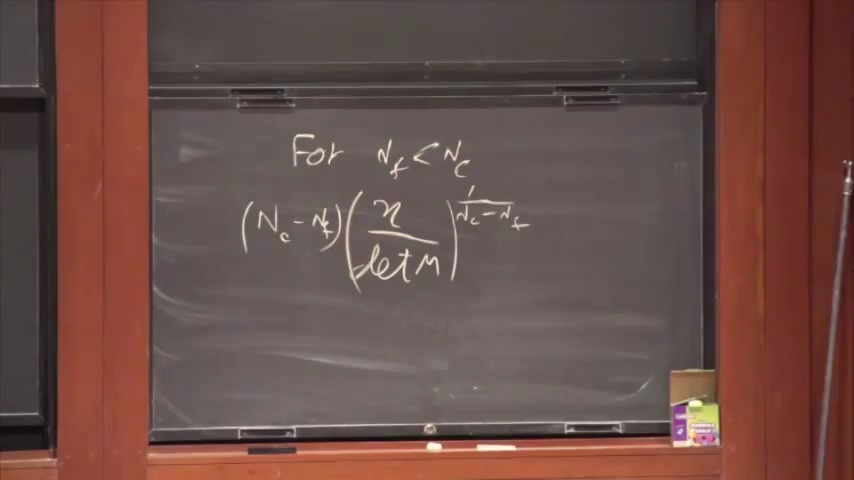 For N_f < N_c
(N_c - N_f) (η / det M)^{1 / N_c - N_f}